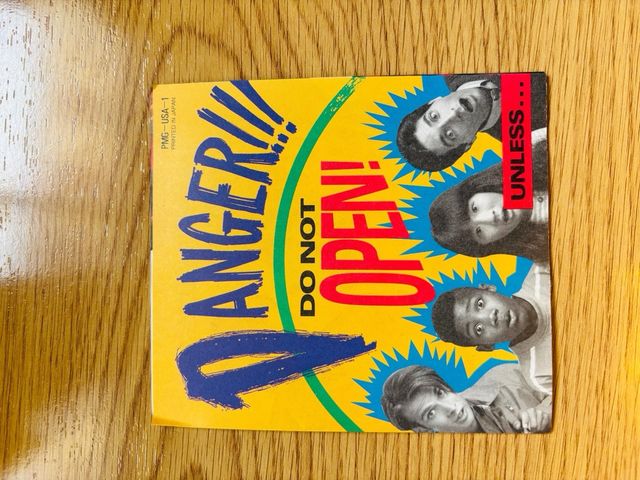 PMG-USA-1
PRINTED IN JAPAN
DANGER!!!
DO NOT
OPEN!
UNLESS...